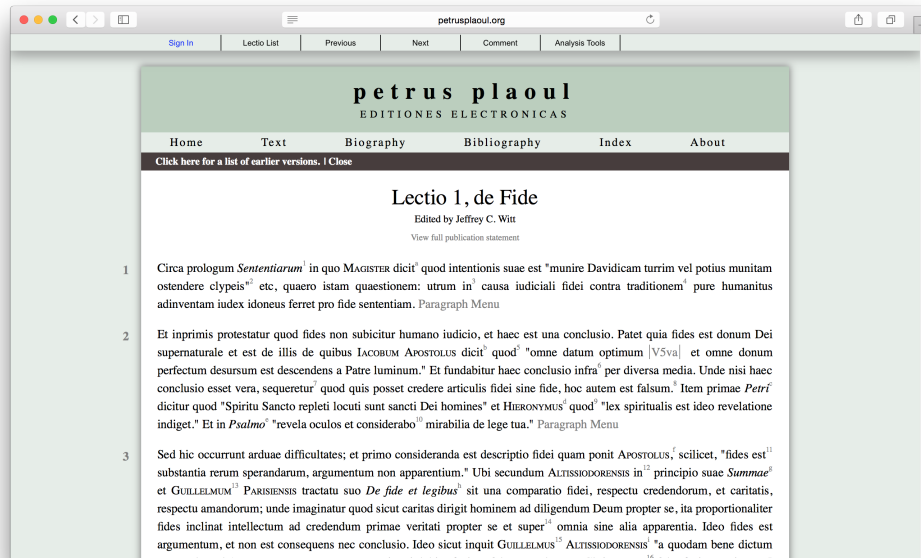 petrusplaoul.org
Sign In Lectio List Previous Next Comment Analysis Tools
petrus plaoul
EDITIONES ELECTRONICAS
Home Text Biography Bibliography Index About
Click here for a list of earlier versions. | Close
Lectio 1, de Fide
Edited by Jeffrey C. Witt
View full publication statement
1 Circa prologum Sententiarum1 in quo MAGISTER dicita quod intentionis suae est "munire Davidicam turrim vel potius munitam
ostendere clypeis"2 etc, quaero istam quaestionem: utrum in3 causa iudiciali fidei contra traditionem4 pure humanitus
adinventam iudex idoneus ferret pro fide sententiam. Paragraph Menu
2 Et inprimis protestatur quod fides non subicitur humano iudicio, et haec est una conclusio. Patet quia fides est donum Dei
supernaturale et est de illis de quibus IACOBUM APOSTOLUS dicitb quod5 "omne datum optimum |V5va| et omne donum
perfectum desursum est descendens a Patre luminum." Et fundabitur haec conclusio infra6 per diversa media. Unde nisi haec
conclusio esset vera, sequeretur7 quod quis posset credere articulis fidei sine fide, hoc autem est falsum.8 Item primae Petric
dicitur quod "Spiritu Sancto repleti locuti sunt sancti Dei homines" et HIERONYMUSd quod9 "lex spiritualis est ideo revelatione
indiget." Et in Psalmoe "revela oculos et considerabo10 mirabilia de lege tua." Paragraph Menu
3 Sed hic occurrunt arduae difficultates; et primo consideranda est descriptio fidei quam ponit APOSTOLUS,f scilicet, "fides est11
substantia rerum sperandarum, argumentum non apparentium." Ubi secundum ALTISSIODORENSIS in12 principio suae Summaeg
et GUILLELMUM13 PARISIENSIS tractatu suo De fide et legibush sit una comparatio fidei, respectu credendorum, et caritatis,
respectu amandorum; unde imaginatur quod sicut caritas dirigit hominem ad diligendum Deum propter se, ita proportionaliter
fides inclinat intellectum ad credendum primae veritati propter se et super14 omnia sine alia apparentia. Ideo fides est
argumentum, et non est consequens nec conclusio. Ideo sicut inquit GUILLELMUS15 ALTISSIODORENSISi "a quodam bene dictum
16